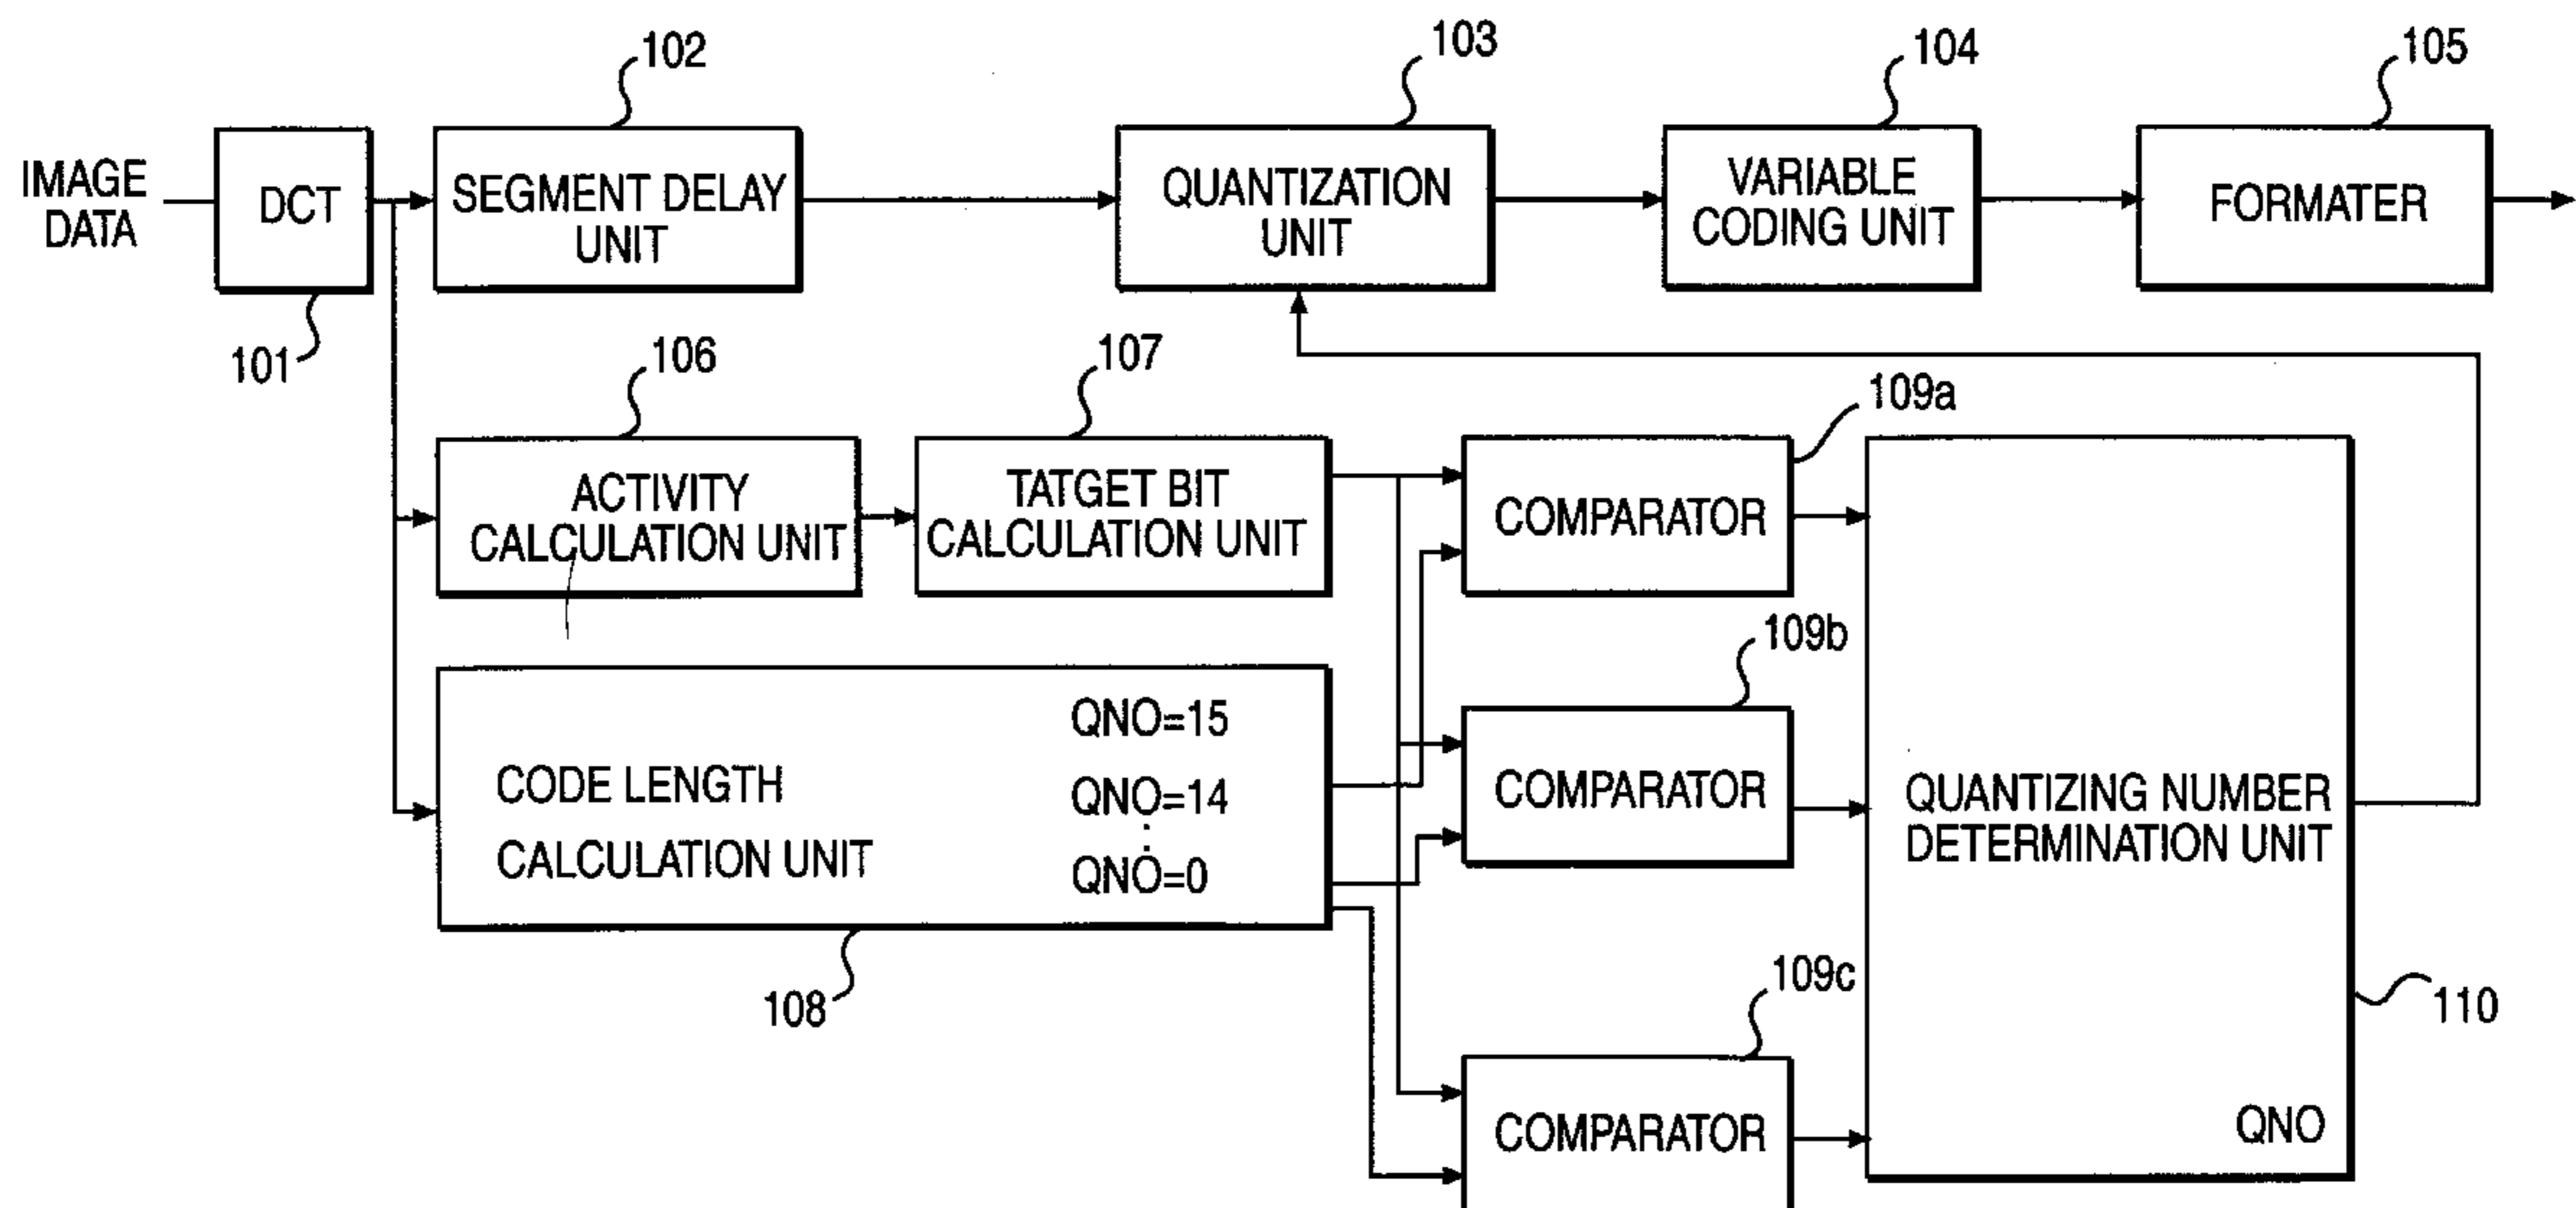 102
103
104
105
IMAGE
DATA
DCT
SEGMENT DELAY
UNIT
QUANTIZATION
UNIT
VARIABLE
CODING UNIT
FORMATER
101
106
107
109a
ACTIVITY
CALCULATION UNIT
TATGET BIT
CALCULATION UNIT
COMPARATOR
109b
CODE LENGTH
CALCULATION UNIT
QNO=15
QNO=14
QNO=0
COMPARATOR
QUANTIZING NUMBER
DETERMINATION UNIT
108
109c
110
COMPARATOR
QNO